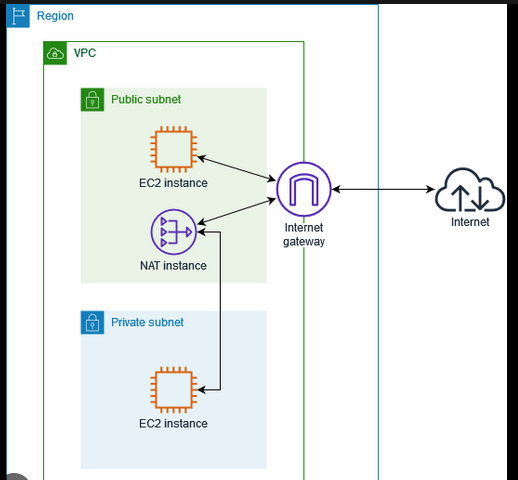 Region
VPC
Public subnet
EC2 instance
NAT instance
Internet
gateway
Internet
Private subnet
EC2 instance